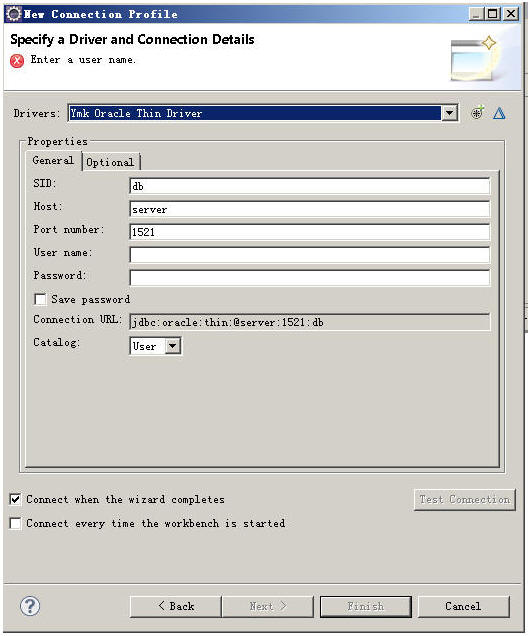 New Connection Profile
Specify a Driver and Connection Details
Enter a user name.
Drivers: Ymk Oracle Thin Driver
Properties
General Optional
SID: db
Host: server
Port number: 1521
User name:
Password:
Save password
Connection URL: jdbc:oracle:thin:@server:1521:db
Catalog: User
Connect when the wizard completes
Test Connection
Connect every time the workbench is started
? < Back Next > Finish Cancel